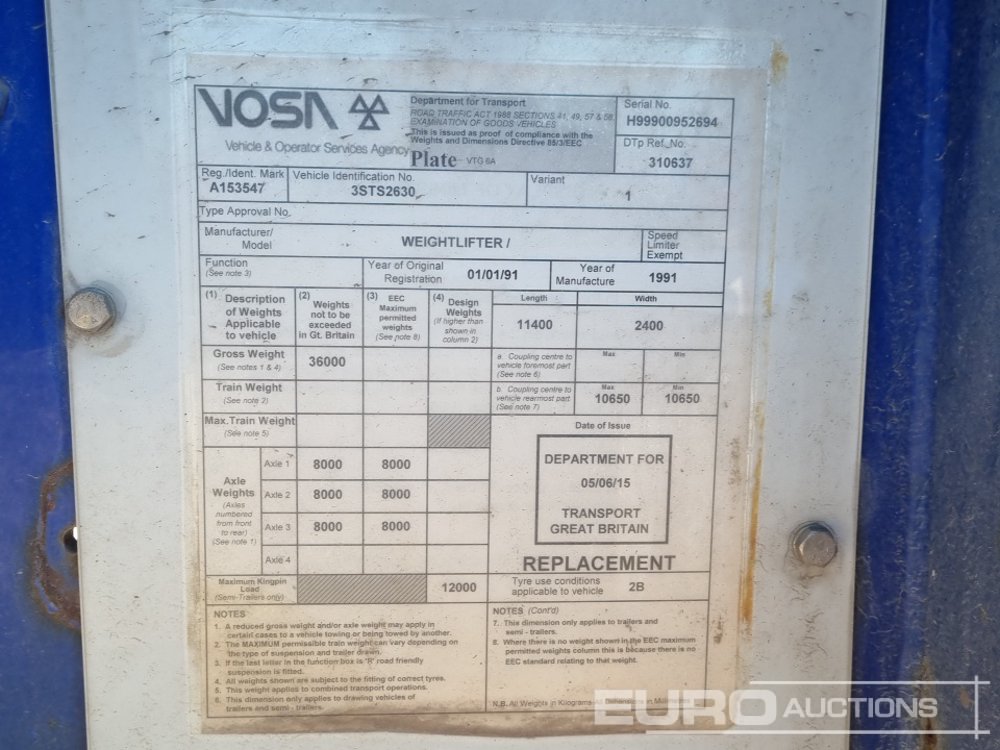 VOSA
Vehicle & Operator Services Agency
Department for Transport
ROAD TRAFFIC ACT 1988 SECTIONS 41, 49, 57 & 58
EXAMINATION OF GOODS VEHICLES
This is issued as proof of compliance with the
Weights and Dimensions Directive 85/3/EEC
Plate VTG 6A
Serial No.
H99900952694
DTp Ref. No.
310637
Reg./Ident. Mark
A153547
Vehicle Identification No.
3STS2630
Variant
1
Type Approval No.
Manufacturer/
Model
WEIGHTLIFTER /
Speed
Limiter
Exempt
Function
(See note 3)
Year of Original
Registration
01/01/91
Year of
Manufacture
1991
(1) Description
of Weights
Applicable
to vehicle
(2) Weights
not to be
exceeded
in Gt. Britain
(3) EEC
Maximum
permitted
weights
(See note 8)
(4) Design
Weights
(If higher than
shown in
column 2)
Length
11400
Width
2400
Gross Weight
(See notes 1 & 4)
36000
a. Coupling centre to
vehicle foremost part
(See note 6)
Max
Min
Train Weight
(See note 2)
b. Coupling centre to
vehicle rearmost part
(See note 7)
Max
10650
Min
10650
Max.Train Weight
(See note 5)
Axle
Weights
(Axles
numbered
from front
to rear)
(See note 1)
Axle 1 8000 8000
Axle 2 8000 8000
Axle 3 8000 8000
Axle 4
Maximum Kingpin
Load
(Semi-Trailers only)
12000
Date of Issue
DEPARTMENT FOR
05/06/15
TRANSPORT
GREAT BRITAIN
REPLACEMENT
Tyre use conditions
applicable to vehicle
2B
NOTES
1. A reduced gross weight and/or axle weight may apply in
certain cases to a vehicle towing or being towed by another.
2. The MAXIMUM permissible train weight can vary depending on
the type of suspension and trailer drawn.
3. If the last letter in the function box is 'R' road friendly
suspension is fitted.
4. All weights shown are subject to the fitting of correct tyres.
5. This weight applies to combined transport operations.
6. This dimension only applies to drawing vehicles of
trailers and semi - trailers.
NOTES (Cont'd)
7. This dimension only applies to trailers and
semi - trailers.
8. Where there is no weight shown in the EEC maximum
permitted weights column this is because there is no
EEC standard relating to that weight.
N.B. All Weights in Kilograms All Dimensions in Millimetres
EURO AUCTIONS